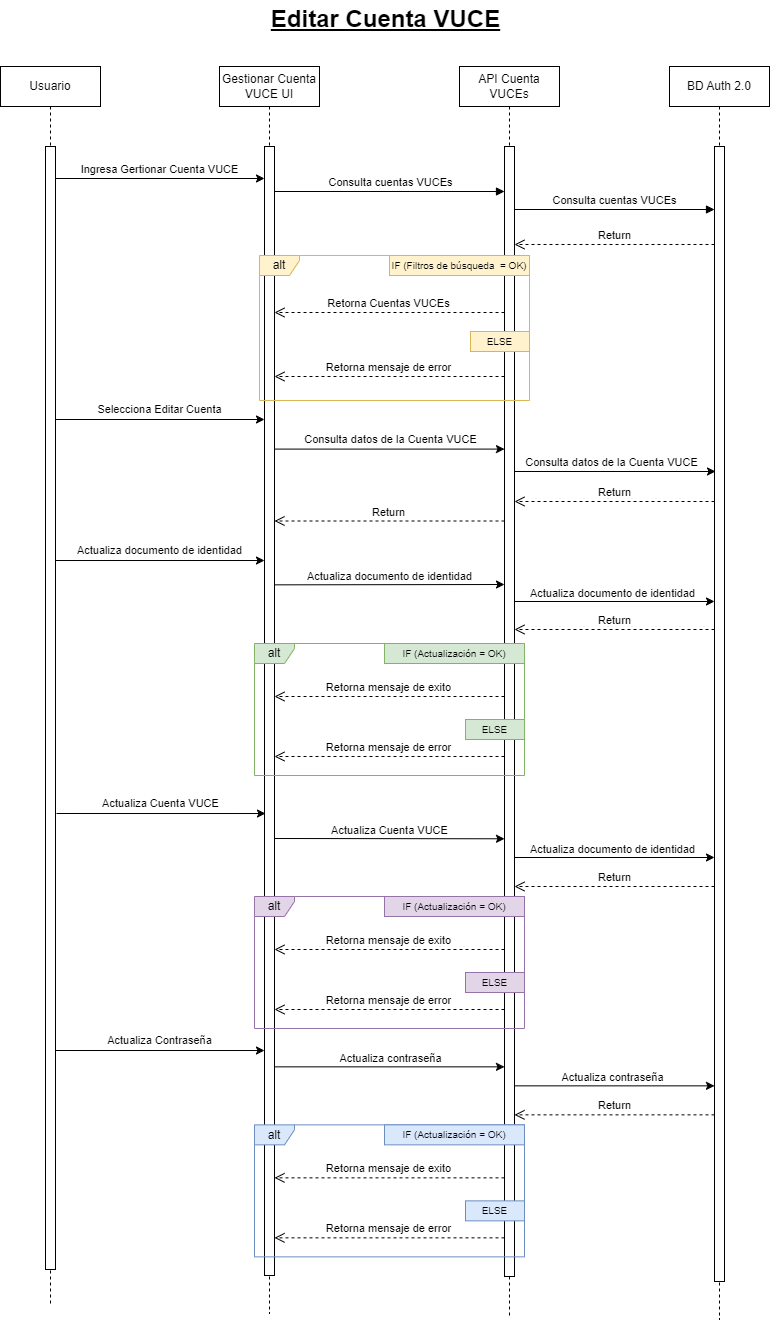 Editar Cuenta VUCE
Usuario
Gestionar Cuenta
VUCE UI
API Cuenta
VUCEs
BD Auth 2.0
Ingresa Gertionar Cuenta VUCE
Consulta cuentas VUCEs
Consulta cuentas VUCEs
Return
alt
IF (Filtros de búsqueda = OK)
Retorna Cuentas VUCEs
ELSE
Retorna mensaje de error
Selecciona Editar Cuenta
Consulta datos de la Cuenta VUCE
Consulta datos de la Cuenta VUCE
Return
Return
Actualiza documento de identidad
Actualiza documento de identidad
Actualiza documento de identidad
Return
alt
IF (Actualización = OK)
Retorna mensaje de exito
ELSE
Retorna mensaje de error
Actualiza Cuenta VUCE
Actualiza Cuenta VUCE
Actualiza documento de identidad
Return
alt
IF (Actualización = OK)
Retorna mensaje de exito
ELSE
Retorna mensaje de error
Actualiza Contraseña
Actualiza contraseña
Actualiza contraseña
Return
alt
IF (Actualización = OK)
Retorna mensaje de exito
ELSE
Retorna mensaje de error